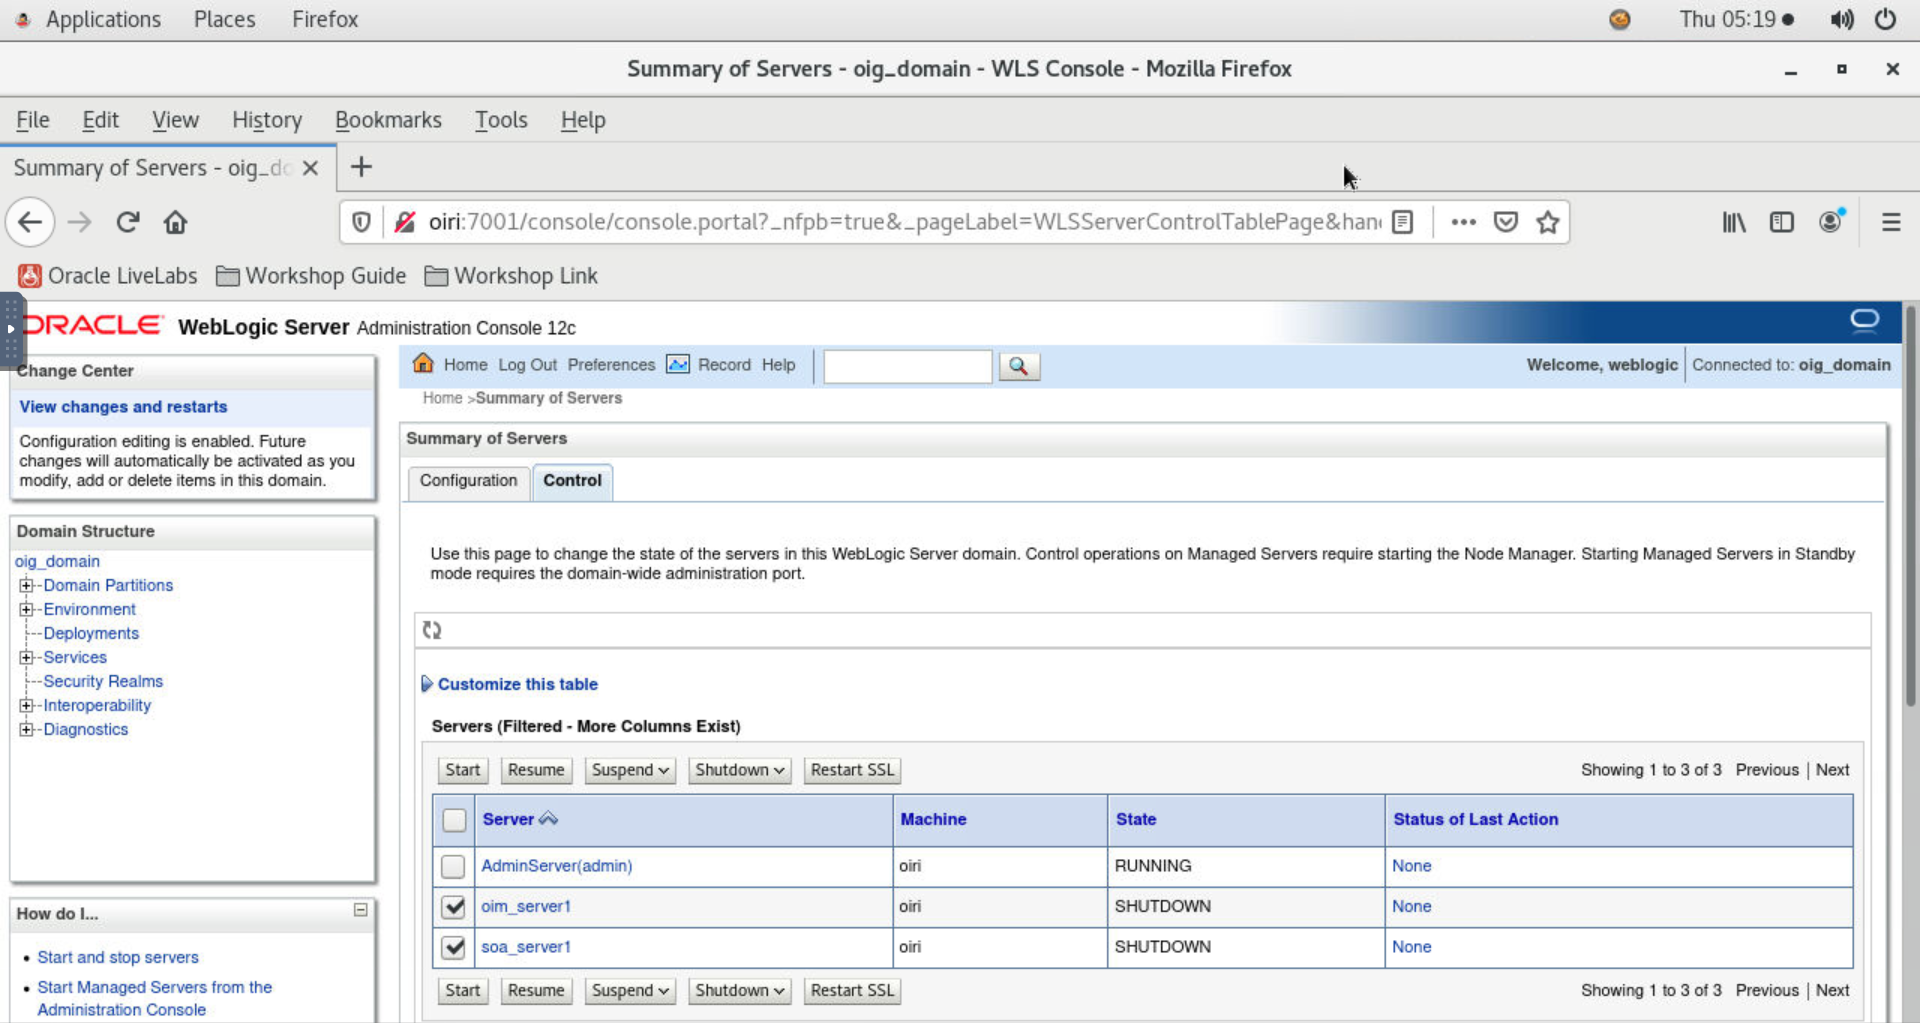 Applications Places Firefox Thu 05:19
Summary of Servers - oig_domain - WLS Console - Mozilla Firefox
File Edit View History Bookmarks Tools Help
Summary of Servers - oig_do
oiri:7001/console/console.portal?_nfpb=true&_pageLabel=WLSServerControlTablePage&han
Oracle LiveLabs Workshop Guide Workshop Link
ORACLE WebLogic Server Administration Console 12c
Change Center
View changes and restarts
Configuration editing is enabled. Future
changes will automatically be activated as you
modify, add or delete items in this domain.
Domain Structure
oig_domain
Domain Partitions
Environment
Deployments
Services
Security Realms
Interoperability
Diagnostics
How do I...
Start and stop servers
Start Managed Servers from the
Administration Console
Home Log Out Preferences Record Help
Welcome, weblogic Connected to: oig_domain
Home >Summary of Servers
Summary of Servers
Configuration Control
Use this page to change the state of the servers in this WebLogic Server domain. Control operations on Managed Servers require starting the Node Manager. Starting Managed Servers in Standby
mode requires the domain-wide administration port.
Customize this table
Servers (Filtered - More Columns Exist)
Start Resume Suspend Shutdown Restart SSL Showing 1 to 3 of 3 Previous | Next
Server Machine State Status of Last Action
AdminServer(admin) oiri RUNNING None
oim_server1 oiri SHUTDOWN None
soa_server1 oiri SHUTDOWN None
Start Resume Suspend Shutdown Restart SSL Showing 1 to 3 of 3 Previous | Next